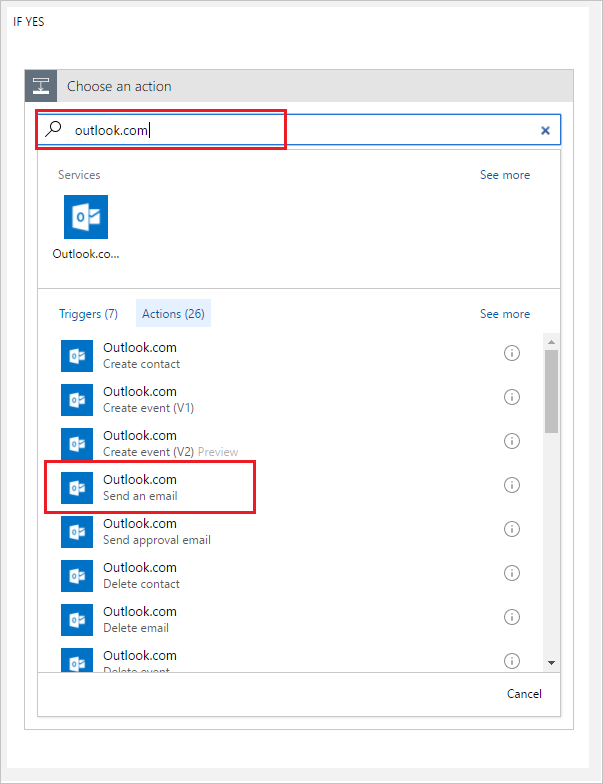 IF YES
Choose an action
outlook.com
Services
See more
Outlook.co...
Triggers (7)
Actions (26)
See more
Outlook.com
Create contact
Outlook.com
Create event (V1)
Outlook.com
Create event (V2) Preview
Outlook.com
Send an email
Outlook.com
Send approval email
Outlook.com
Delete contact
Outlook.com
Delete email
Outlook.com
Delete event
Cancel